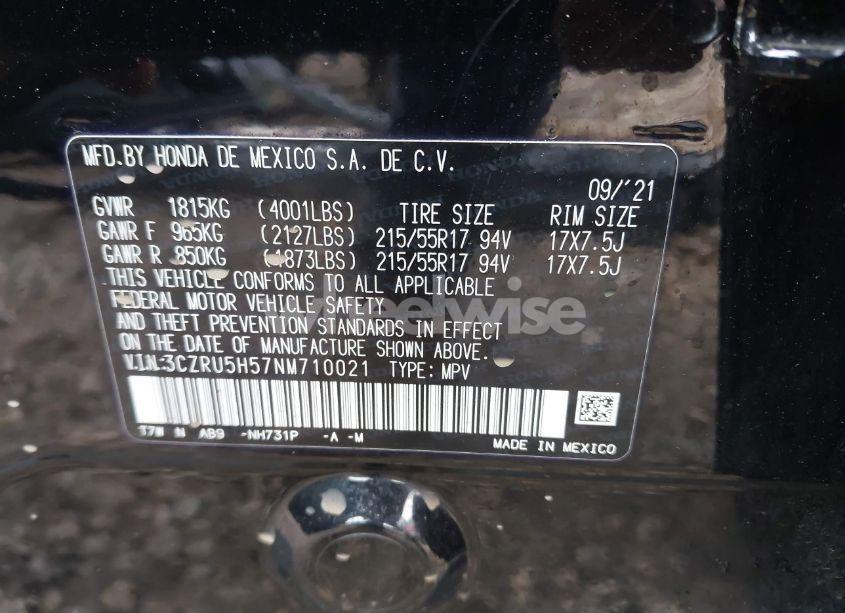 MFD.BY HONDA DE MEXICO S.A. DE C.V.
09/'21
GVWR 1815KG (4001LBS) TIRE SIZE RIM SIZE
GAWR F 965KG (2127LBS) 215/55R17 94V 17X7.5J
GAWR R 850KG (1873LBS) 215/55R17 94V 17X7.5J
THIS VEHICLE CONFORMS TO ALL APPLICABLE
FEDERAL MOTOR VEHICLE SAFETY
AND THEFT PREVENTION STANDARDS IN EFFECT
ON THE DATE OF MANUFACTURE SHOWN ABOVE.
V.I.N:3CZRU5H57NM710021 TYPE: MPV
AB9 -NH731P -A -M
MADE IN MEXICO